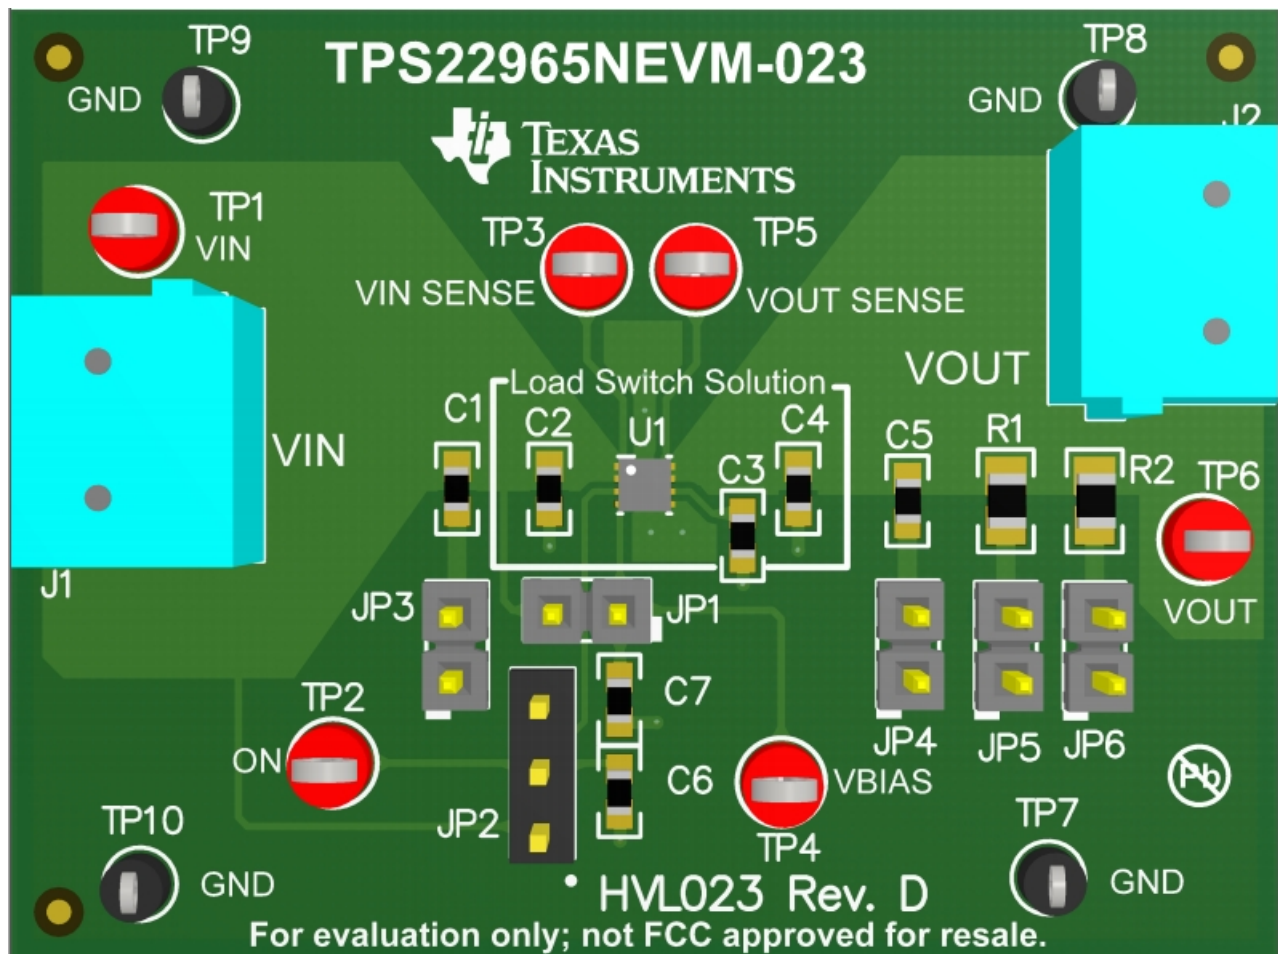 TP9
TPS22965NEVM-023
TP8
GND
GND
J2
TEXAS
INSTRUMENTS
TP1
VIN
TP3
TP5
VIN SENSE
VOUT SENSE
VOUT
Load Switch Solution
C1
C2
U1
C4
C3
C5
R1
R2
VIN
TP6
J1
JP3
JP1
VOUT
TP2
C7
ON
JP4
JP5
JP6
VBIAS
C6
Pb
JP2
TP10
TP4
TP7
GND
GND
HVL023 Rev. D
For evaluation only; not FCC approved for resale.